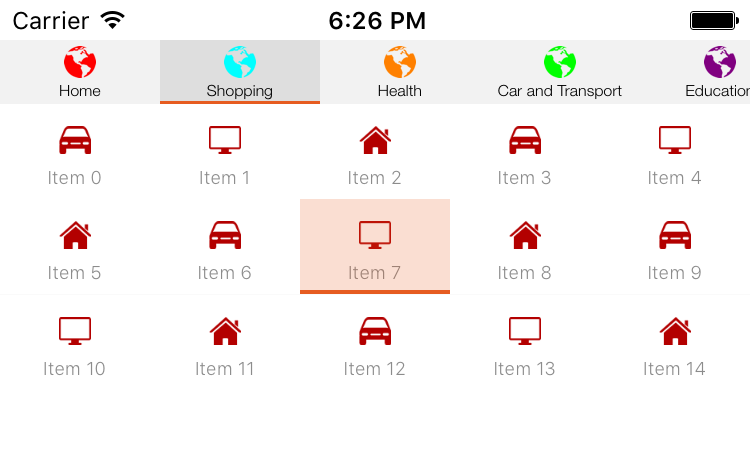 Carrier 6:26 PM
Home Shopping Health Car and Transport Education
Item 0 Item 1 Item 2 Item 3 Item 4
Item 5 Item 6 Item 7 Item 8 Item 9
Item 10 Item 11 Item 12 Item 13 Item 14